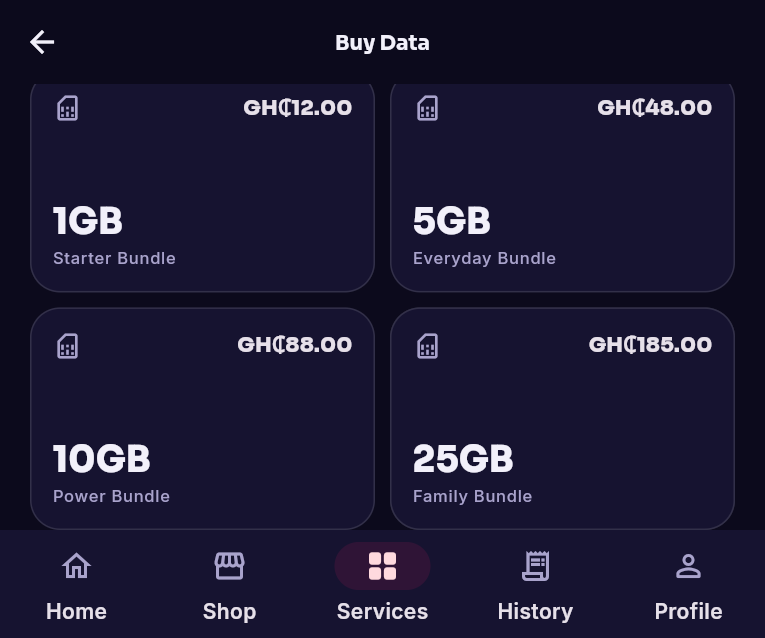 Buy Data
GH₵12.00
1GB
Starter Bundle
GH₵48.00
5GB
Everyday Bundle
GH₵88.00
10GB
Power Bundle
GH₵185.00
25GB
Family Bundle
Home
Shop
Services
History
Profile